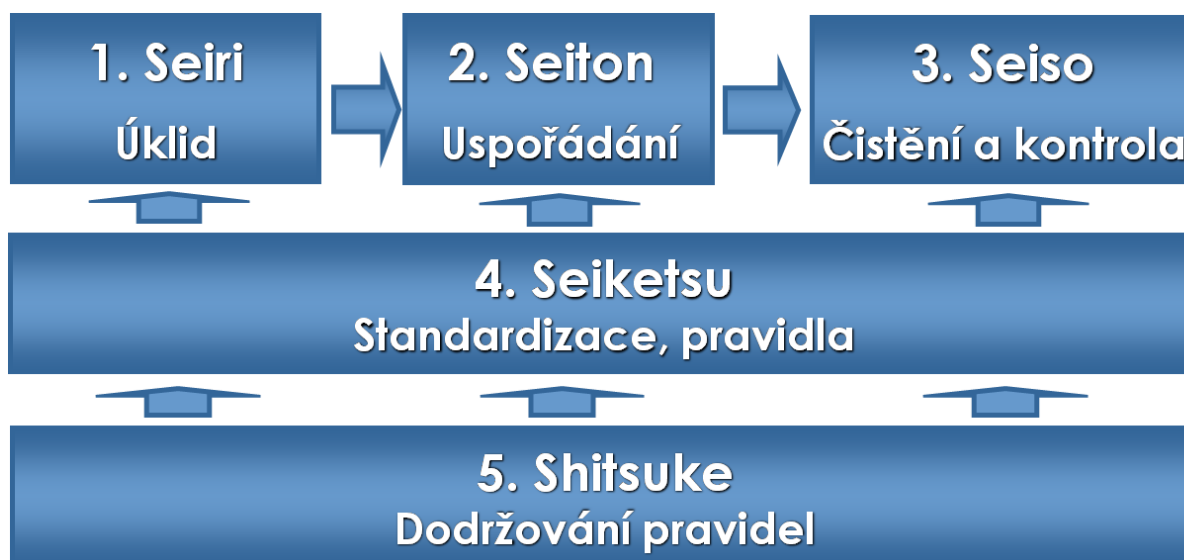 1. Seiri
Úklid
2. Seiton
Uspořádání
3. Seiso
Čistění a kontrola
4. Seiketsu
Standardizace, pravidla
5. Shitsuke
Dodržování pravidel